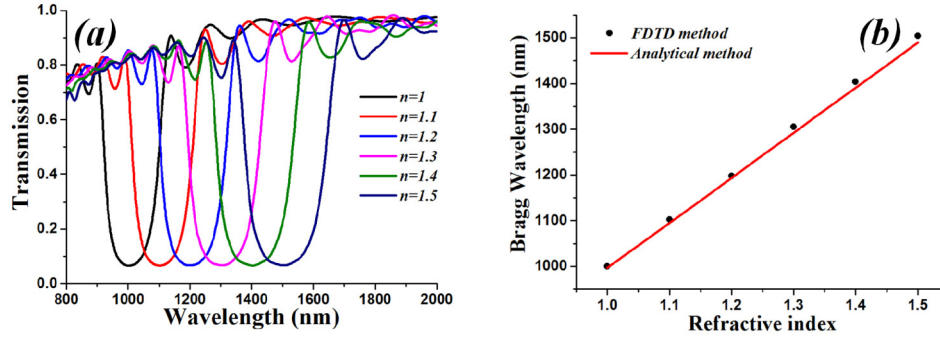 (a)
Transmission
1.0
0.8
0.6
0.4
0.2
0.0
n=1
n=1.1
n=1.2
n=1.3
n=1.4
n=1.5
800 1000 1200 1400 1600 1800 2000
Wavelength (nm)
(b)
FDTD method
Analytical method
Bragg Wavelength (nm)
1500
1400
1300
1200
1100
1000
1.0 1.1 1.2 1.3 1.4 1.5
Refractive index